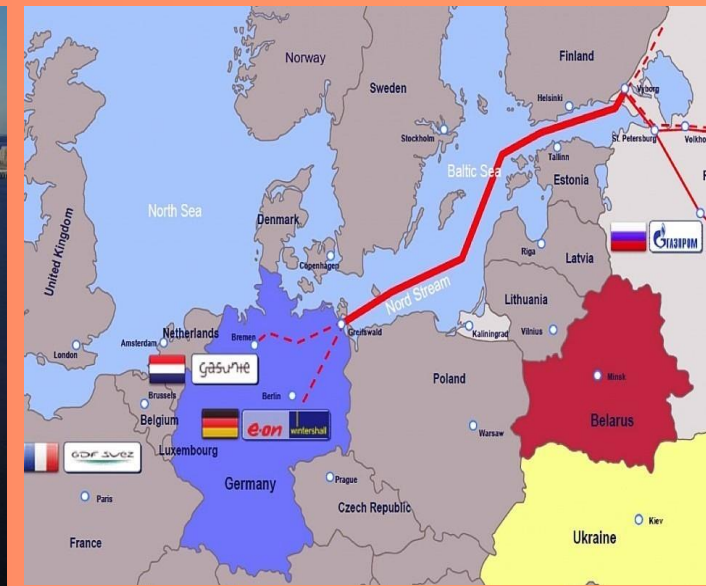 Norway
Finland
Sweden
Helsinki
Vyborg
Stockholm
St. Petersburg
Volkho
Tallinn
Baltic Sea
Estonia
North Sea
Denmark
ГАЗПРОМ
United Kingdom
Copenhagen
Riga
Latvia
Nord Stream
Lithuania
Netherlands
Greifswald
Kaliningrad
Vilnius
Amsterdam
Bremen
London
gasunie
Poland
Minsk
Brussels
Berlin
Belgium
e·on
wintershall
Belarus
Warsaw
Luxembourg
GDF SUEZ
Germany
Prague
Paris
Czech Republic
Kiev
France
Ukraine